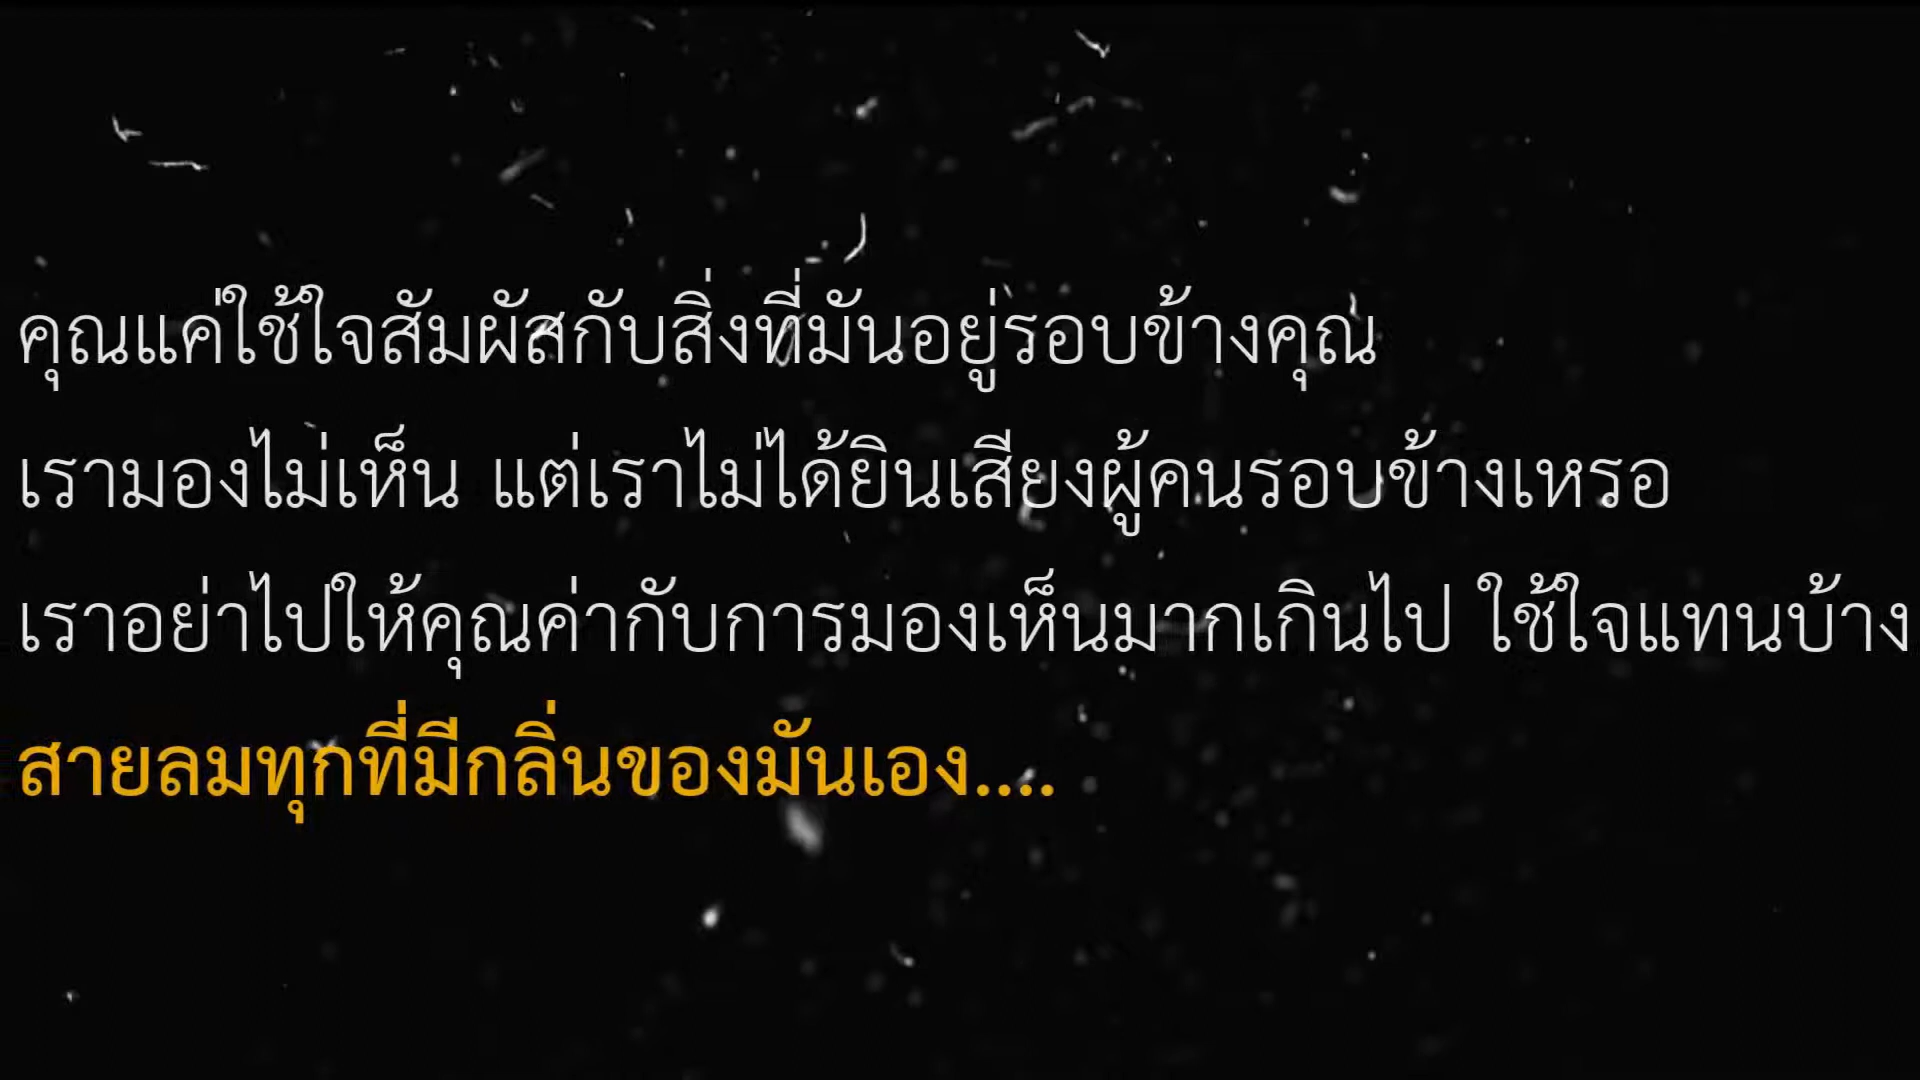 คุณแค่ใช้ใจสัมผัสกับสิ่งที่มันอยู่รอบข้างคุณ
เรามองไม่เห็น แต่เราไม่ได้ยินเสียงผู้คนรอบข้างเหรอ
เราอย่าไปให้คุณค่ากับการมองเห็นมากเกินไป ใช้ใจแทนบ้าง
สายลมทุกที่มีกลิ่นของมันเอง....